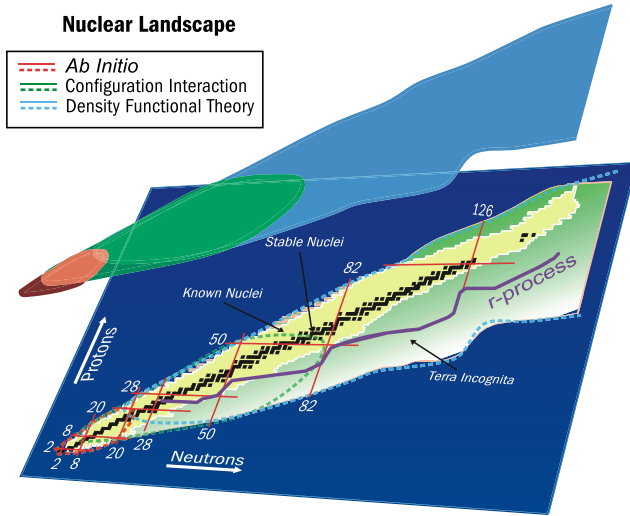 Nuclear Landscape
Ab Initio
Configuration Interaction
Density Functional Theory
126
Stable Nuclei
82
r-process
Known Nuclei
50
Protons
Terra Incognita
28
82
20
50
28
8
20
2
Neutrons
2
8